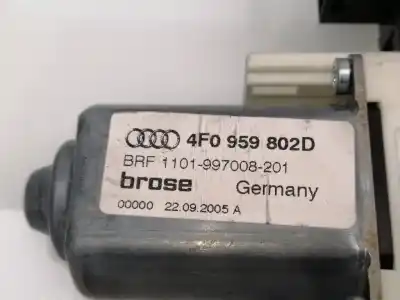 4F0 959 802D
BRF 1101-997008-201
brose Germany
00000 22.09.2005 A